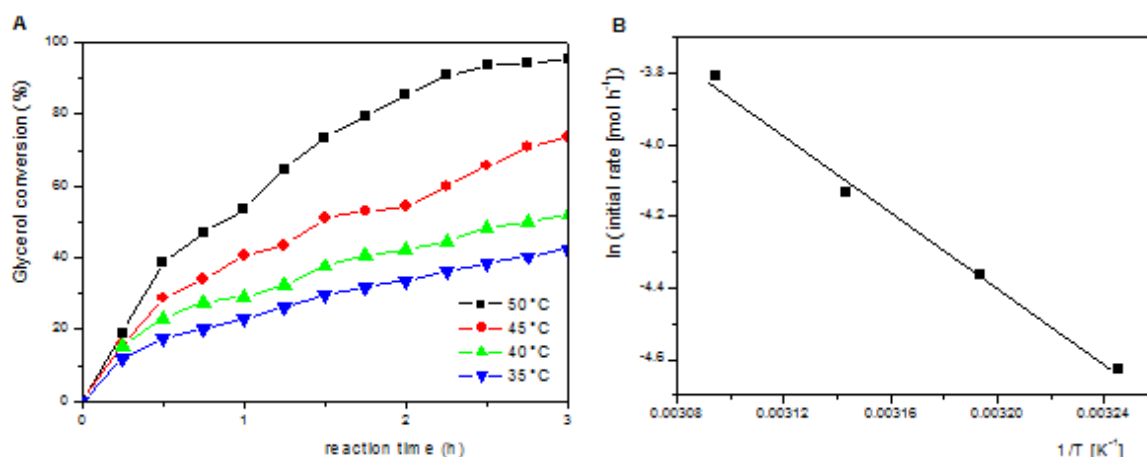 A
Glycerol conversion (%)
100
80
60
40
20
0
50°C
45°C
40°C
35°C
0
1
2
3
reaction time (h)
B
ln (initial rate [mol h⁻¹])
-3.8
-4.0
-4.2
-4.4
-4.6
0.00308
0.00312
0.00316
0.00320
0.00324
1/T [K⁻¹]